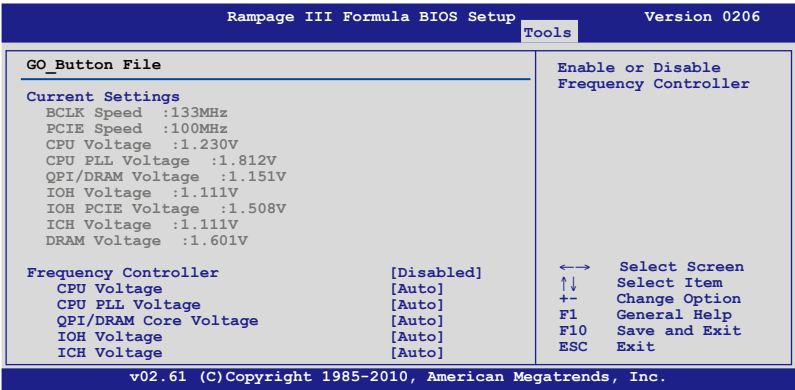 Rampage III Formula BIOS Setup Version 0206
Tools
GO_Button File
Current Settings
BCLK Speed :133MHz
PCIE Speed :100MHz
CPU Voltage :1.230V
CPU PLL Voltage :1.812V
QPI/DRAM Voltage :1.151V
IOH Voltage :1.111V
IOH PCIE Voltage :1.508V
ICH Voltage :1.111V
DRAM Voltage :1.601V
Frequency Controller [Disabled]
CPU Voltage [Auto]
CPU PLL Voltage [Auto]
QPI/DRAM Core Voltage [Auto]
IOH Voltage [Auto]
ICH Voltage [Auto]
Enable or Disable
Frequency Controller
←→ Select Screen
↑↓ Select Item
+- Change Option
F1 General Help
F10 Save and Exit
ESC Exit
v02.61 (C)Copyright 1985-2010, American Megatrends, Inc.